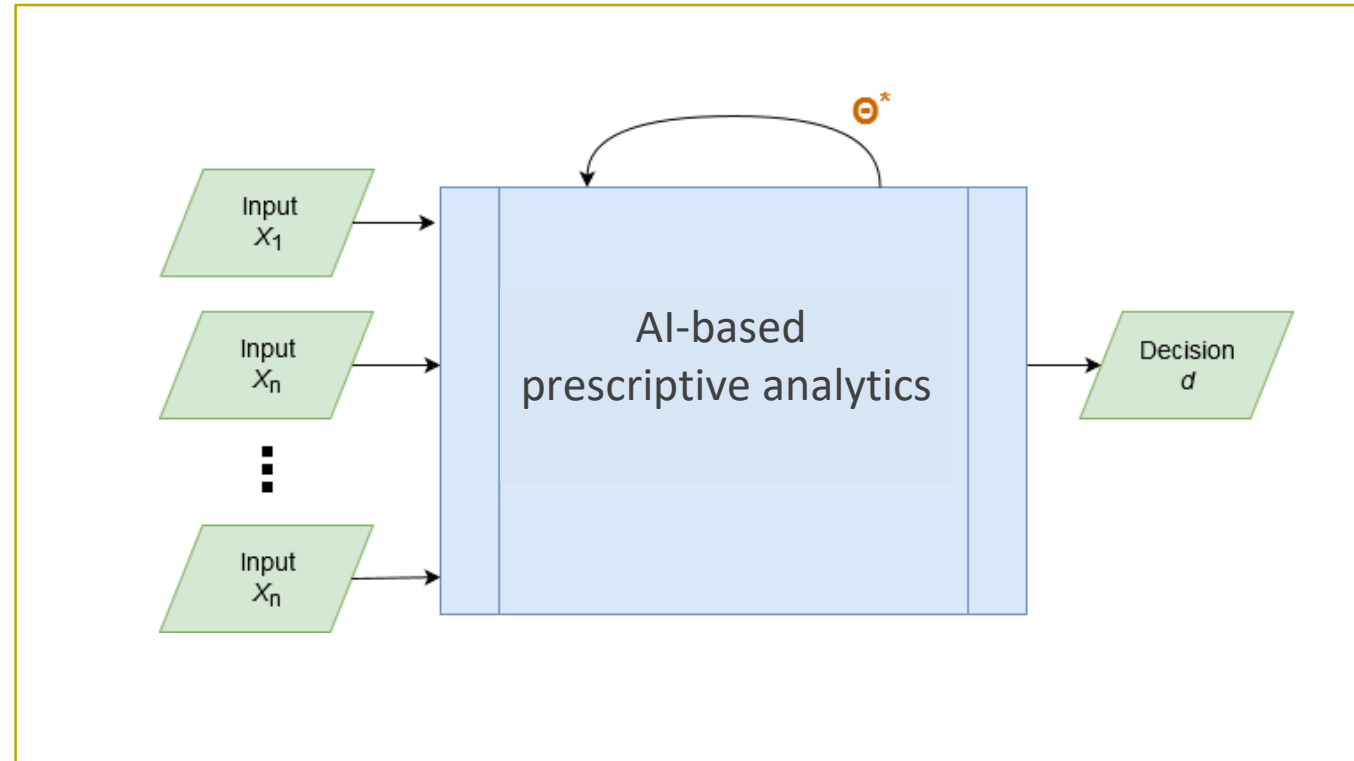 Θ*
Input
X1
Input
Xn
Input
Xn
AI-based
prescriptive analytics
Decision
d